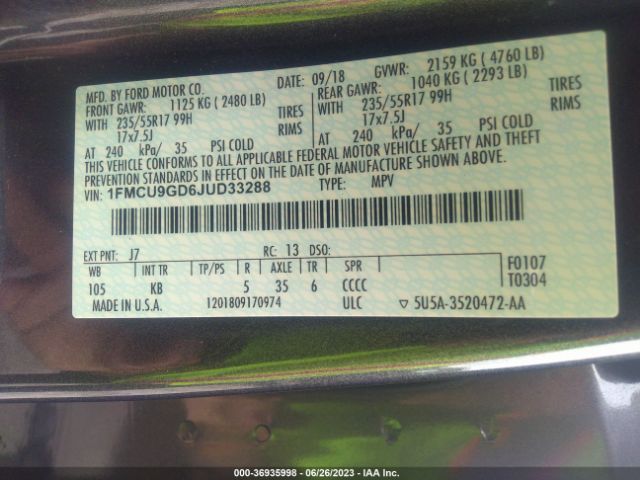 MFD. BY FORD MOTOR CO. DATE: 09/18 GVWR: 2159 KG ( 4760 LB)
FRONT GAWR: 1125 KG ( 2480 LB) REAR GAWR: 1040 KG ( 2293 LB)
WITH 235/55R17 99H TIRES 235/55R17 99H TIRES
17x7.5J RIMS 17x7.5J RIMS
AT 240 kPa/ 35 PSI COLD AT 240 kPa/ 35 PSI COLD
THIS VEHICLE CONFORMS TO ALL APPLICABLE FEDERAL MOTOR VEHICLE SAFETY AND THEFT
PREVENTION STANDARDS IN EFFECT ON THE DATE OF MANUFACTURE SHOWN ABOVE.
VIN: 1FMCU9GD6JUD33288 TYPE: MPV
EXT PNT: J7 RC: 13 DSO:
WB INT TR TP/PS R AXLE TR SPR F0107
105 KB 5 35 6 CCCC T0304
MADE IN U.S.A. 1201809170974 ULC ▽ 5U5A-3520472-AA
000-36935998 - 06/26/2023 - IAA Inc.